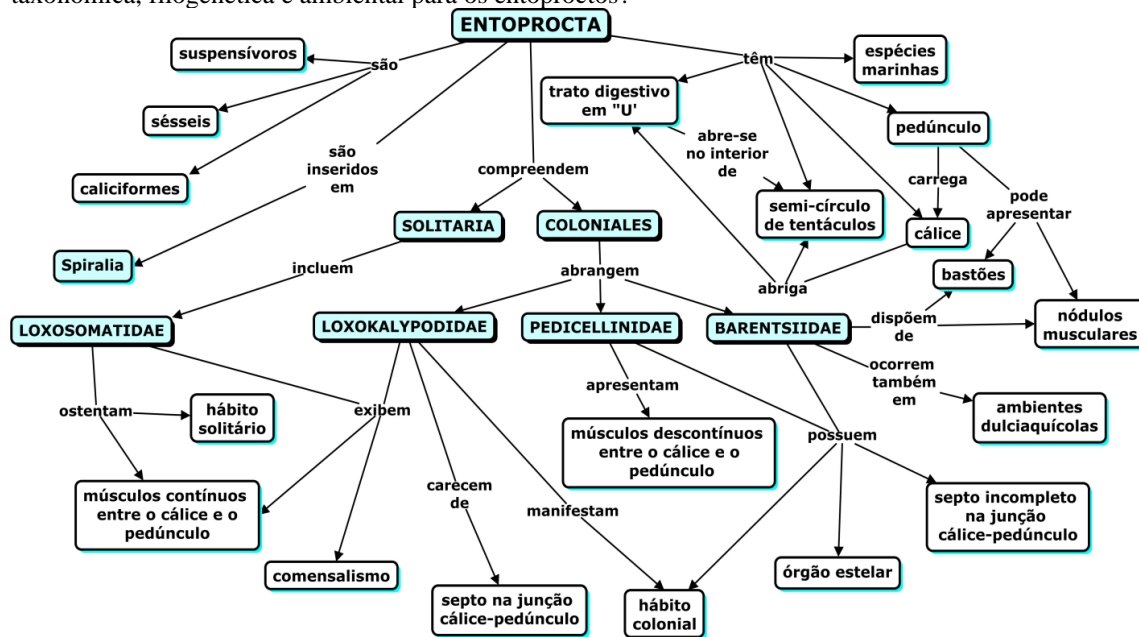 taxonômica, filogenética e ambiental para os entoproctos?
ENTOPROCTA
suspensívoros
são
têm
espécies
marinhas
trato digestivo
em "U'
sésseis
pedúnculo
abre-se
no interior
de
são
inseridos
em
compreendem
carrega
caliciformes
pode
apresentar
semi-círculo
de tentáculos
SOLITARIA
COLONIALES
cálice
Spiralia
incluem
abrangem
abriga
bastões
LOXOSOMATIDAE
LOXOKALYPODIDAE
PEDICELLINIDAE
BARENTSIIDAE
dispõem
de
nódulos
musculares
ocorrem
também
em
apresentam
ostentam
hábito
solitário
exibem
ambientes
dulciaquícolas
músculos descontínuos
entre o cálice e o
pedúnculo
possuem
músculos contínuos
entre o cálice e o
pedúnculo
carecem
de
manifestam
septo incompleto
na junção
cálice-pedúnculo
comensalismo
órgão estelar
septo na junção
cálice-pedúnculo
hábito
colonial